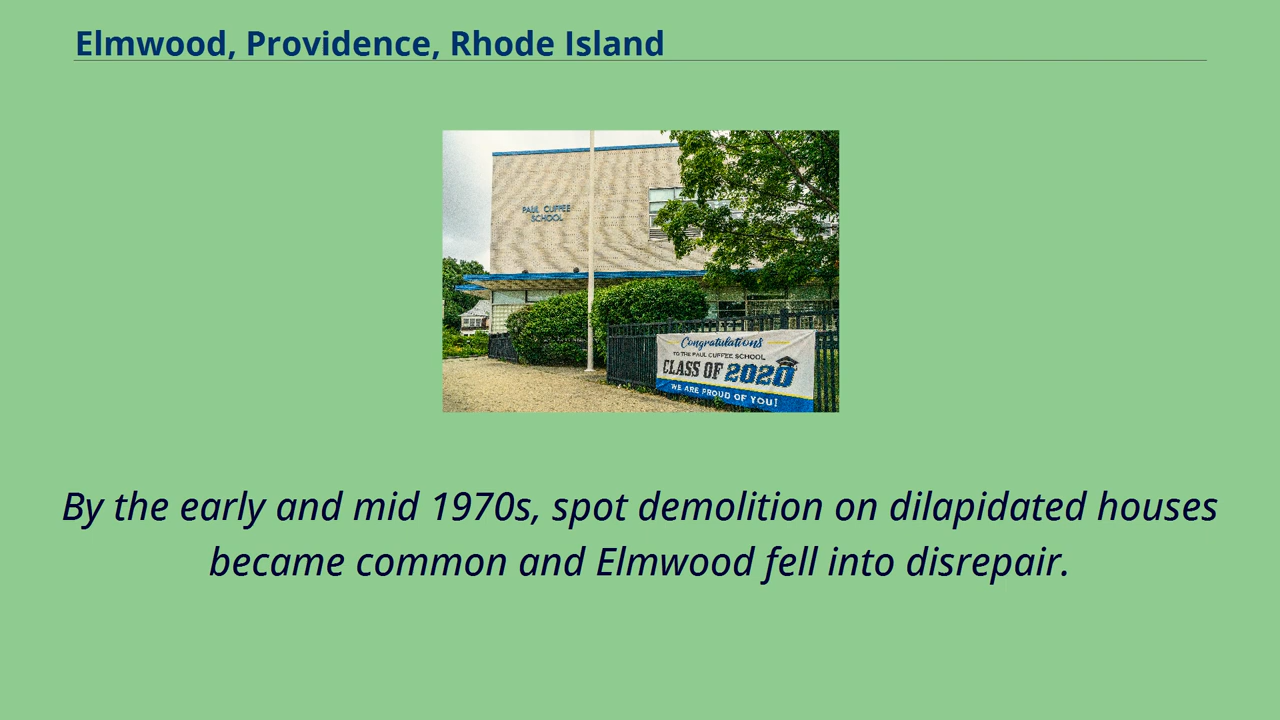 Elmwood, Providence, Rhode Island
PAUL CUFFEE
SCHOOL
Congratulations
TO THE PAUL CUFFEE SCHOOL
CLASS OF 2020
WE ARE PROUD OF YOU!
By the early and mid 1970s, spot demolition on dilapidated houses
became common and Elmwood fell into disrepair.